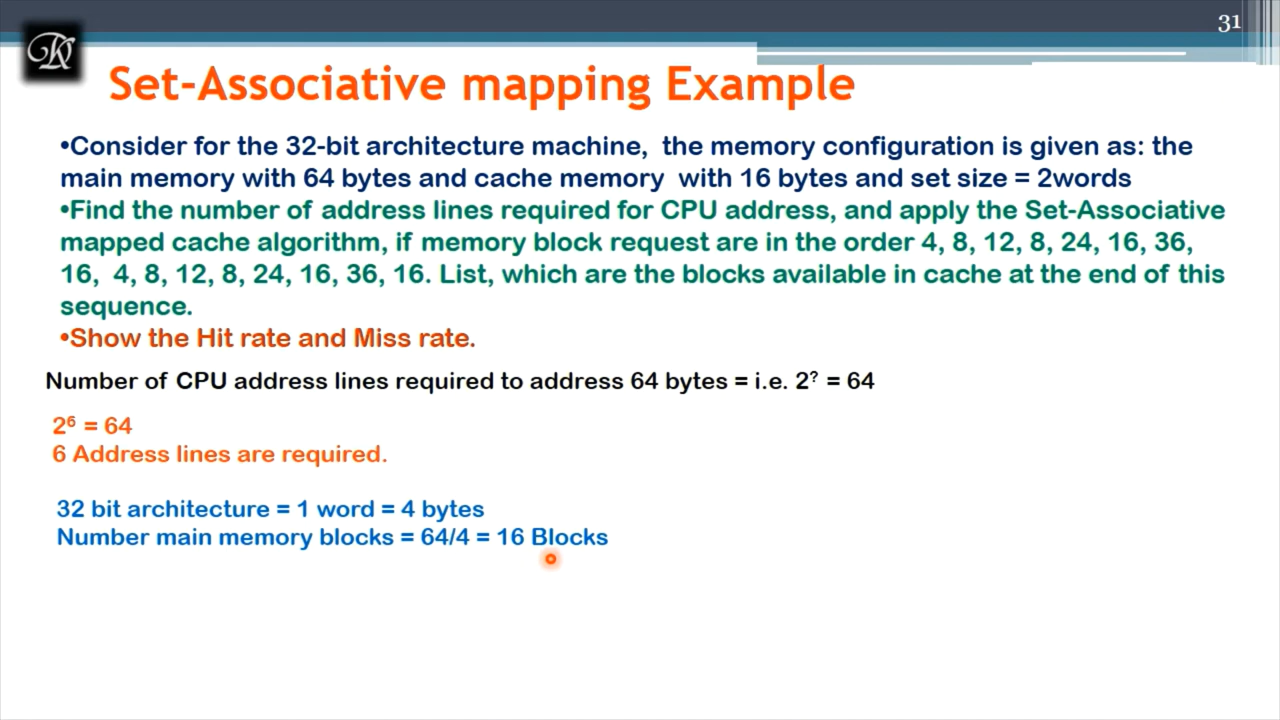 31
Set-Associative mapping Example
•Consider for the 32-bit architecture machine, the memory configuration is given as: the
main memory with 64 bytes and cache memory with 16 bytes and set size = 2words
•Find the number of address lines required for CPU address, and apply the Set-Associative
mapped cache algorithm, if memory block request are in the order 4, 8, 12, 8, 24, 16, 36,
16, 4, 8, 12, 8, 24, 16, 36, 16. List, which are the blocks available in cache at the end of this
sequence.
•Show the Hit rate and Miss rate.
Number of CPU address lines required to address 64 bytes = i.e. 2^? = 64
2⁶ = 64
6 Address lines are required.
32 bit architecture = 1 word = 4 bytes
Number main memory blocks = 64/4 = 16 Blocks